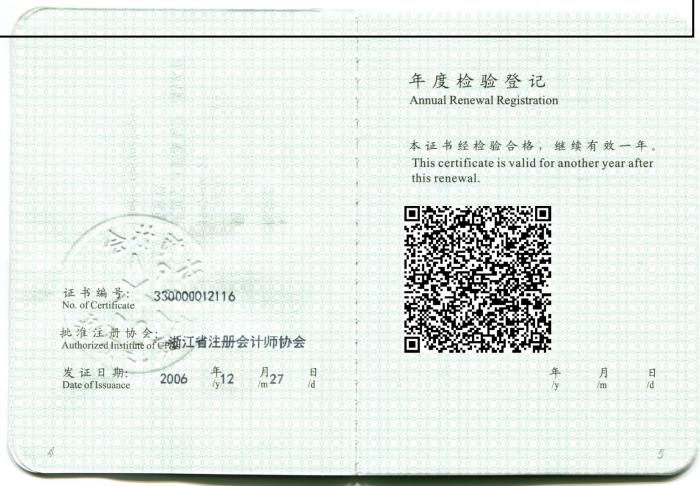 证书编号: 330000012116
No. of Certificate
批准注册协会: 浙江省注册会计师协会
Authorized Institute of CPAs
发证日期: 2006 年 12 月 27 日
Date of Issuance /y /m /d
4
年度检验登记
Annual Renewal Registration
本证书经检验合格，继续有效一年。
This certificate is valid for another year after
this renewal.
年 月 日
/y /m /d
5